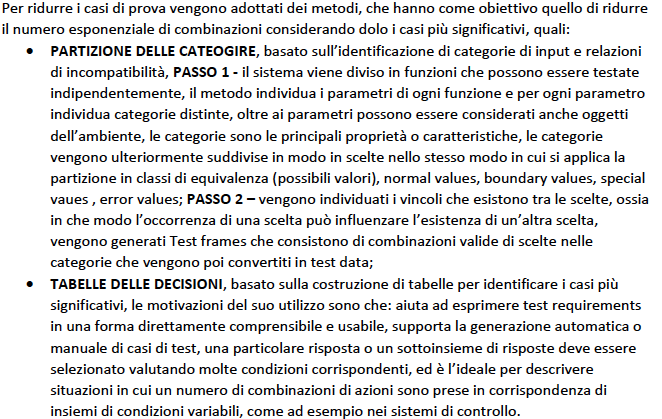 Per ridurre i casi di prova vengono adottati dei metodi, che hanno come obiettivo quello di ridurre
il numero esponenziale di combinazioni considerando dolo i casi più significativi, quali:
• PARTIZIONE DELLE CATEOGIRE, basato sull'identificazione di categorie di input e relazioni
di incompatibilità, PASSO 1 - il sistema viene diviso in funzioni che possono essere testate
indipendentemente, il metodo individua i parametri di ogni funzione e per ogni parametro
individua categorie distinte, oltre ai parametri possono essere considerati anche oggetti
dell'ambiente, le categorie sono le principali proprietà o caratteristiche, le categorie
vengono ulteriormente suddivise in modo in scelte nello stesso modo in cui si applica la
partizione in classi di equivalenza (possibili valori), normal values, boundary values, special
vaues , error values; PASSO 2 – vengono individuati i vincoli che esistono tra le scelte, ossia
in che modo l'occorrenza di una scelta può influenzare l'esistenza di un'altra scelta,
vengono generati Test frames che consistono di combinazioni valide di scelte nelle
categorie che vengono poi convertiti in test data;
• TABELLE DELLE DECISIONI, basato sulla costruzione di tabelle per identificare i casi più
significativi, le motivazioni del suo utilizzo sono che: aiuta ad esprimere test requirements
in una forma direttamente comprensibile e usabile, supporta la generazione automatica o
manuale di casi di test, una particolare risposta o un sottoinsieme di risposte deve essere
selezionato valutando molte condizioni corrispondenti, ed è l'ideale per descrivere
situazioni in cui un numero di combinazioni di azioni sono prese in corrispondenza di
insiemi di condizioni variabili, come ad esempio nei sistemi di controllo.